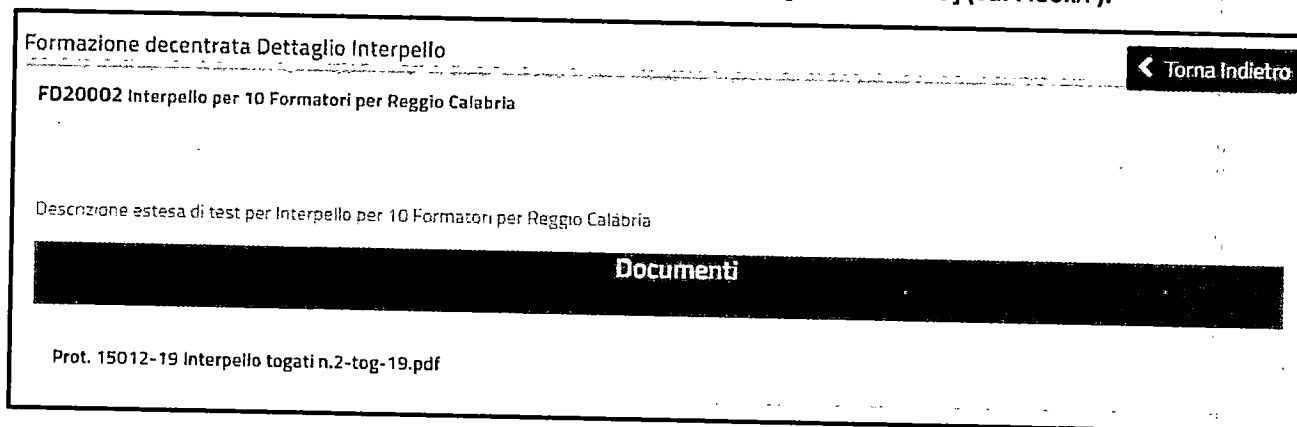 Formazione decentrata Dettaglio Interpello
Torna Indietro
FD20002 Interpello per 10 Formatori per Reggio Calabria
Descrizione estesa di test per Interpello per 10 Formatori per Reggio Calabria
Documenti
Prot. 15012-19 Interpello togati n.2-tog-19.pdf